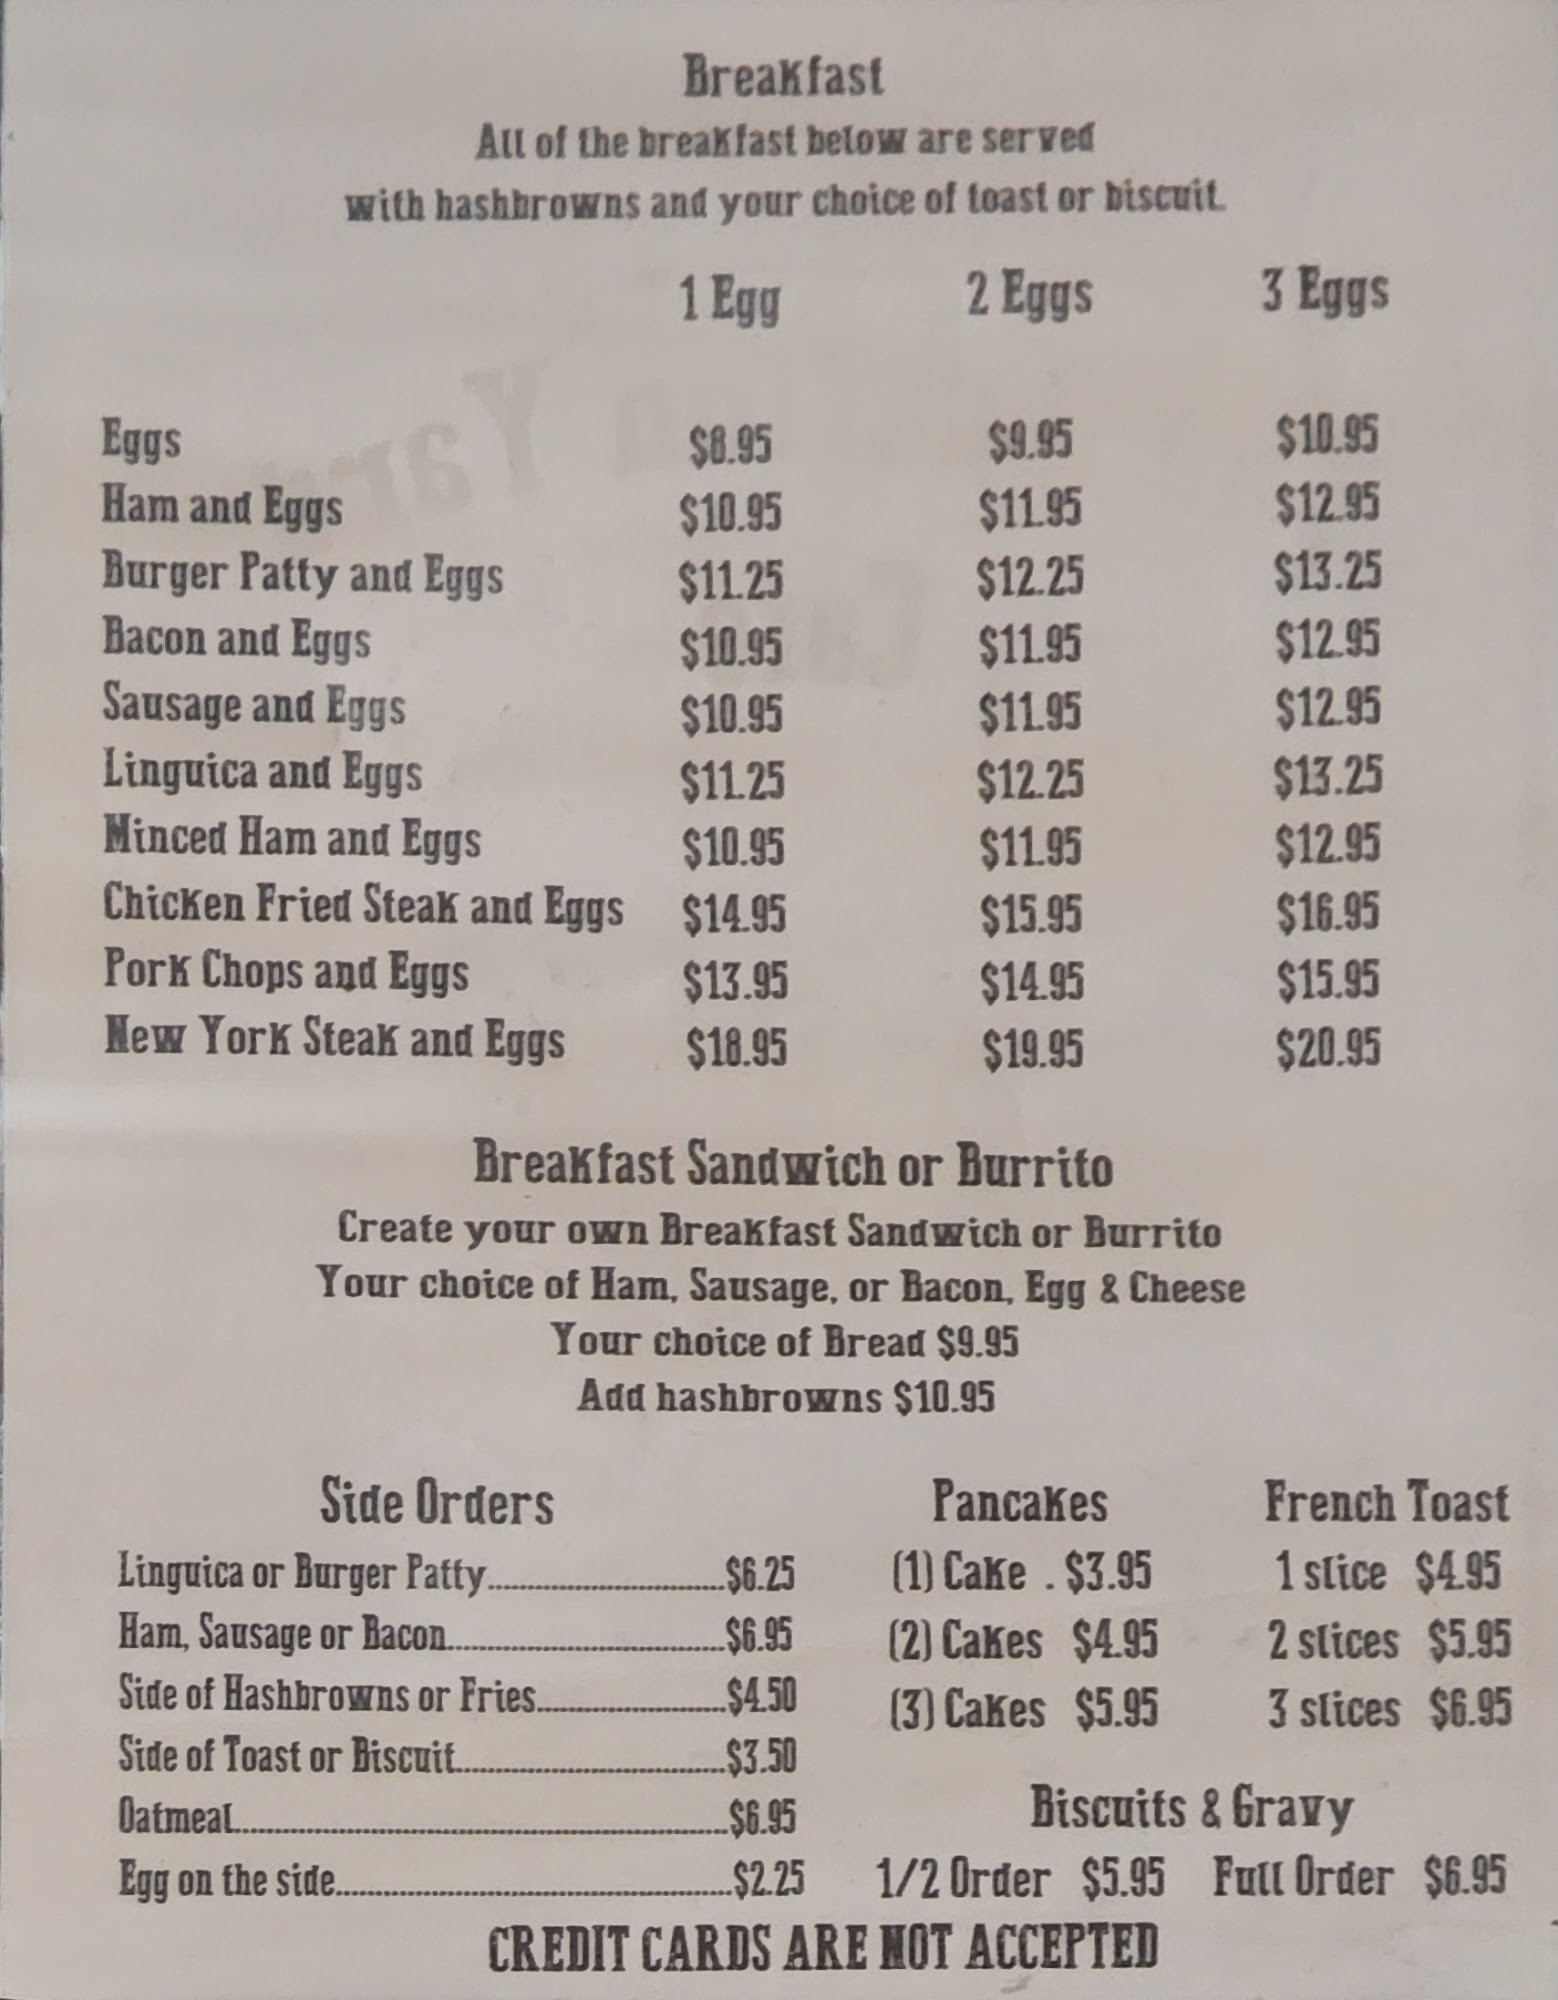 Breakfast
All of the breakfast below are served
with hashbrowns and your choice of toast or biscuit.
1 Egg 2 Eggs 3 Eggs
Eggs $8.95 $9.95 $10.95
Ham and Eggs $10.95 $11.95 $12.95
Burger Patty and Eggs $11.25 $12.25 $13.25
Bacon and Eggs $10.95 $11.95 $12.95
Sausage and Eggs $10.95 $11.95 $12.95
Linguica and Eggs $11.25 $12.25 $13.25
Minced Ham and Eggs $10.95 $11.95 $12.95
Chicken Fried Steak and Eggs $14.95 $15.95 $16.95
Pork Chops and Eggs $13.95 $14.95 $15.95
New York Steak and Eggs $18.95 $19.95 $20.95
Breakfast Sandwich or Burrito
Create your own Breakfast Sandwich or Burrito
Your choice of Ham, Sausage, or Bacon, Egg & Cheese
Your choice of Bread $9.95
Add hashbrowns $10.95
Side Orders
Linguica or Burger Patty..............................$6.25
Ham, Sausage or Bacon..............................$6.95
Side of Hashbrowns or Fries........................$4.50
Side of Toast or Biscuit..............................$3.50
Oatmeal..............................$6.95
Egg on the side..............................$2.25
Pancakes
(1) Cake . $3.95
(2) Cakes $4.95
(3) Cakes $5.95
French Toast
1 slice $4.95
2 slices $5.95
3 slices $6.95
Biscuits & Gravy
1/2 Order $5.95 Full Order $6.95
CREDIT CARDS ARE NOT ACCEPTED